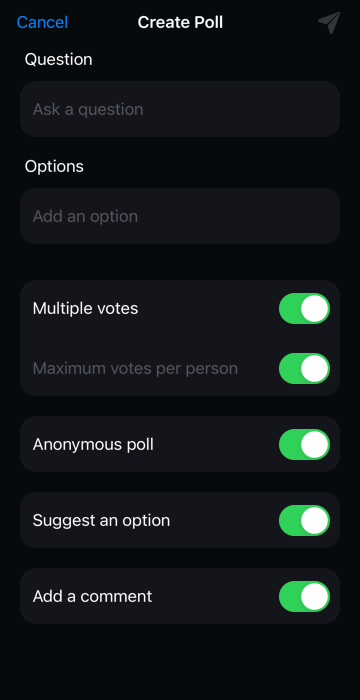 Cancel Create Poll
Question
Ask a question
Options
Add an option
Multiple votes
Maximum votes per person
Anonymous poll
Suggest an option
Add a comment